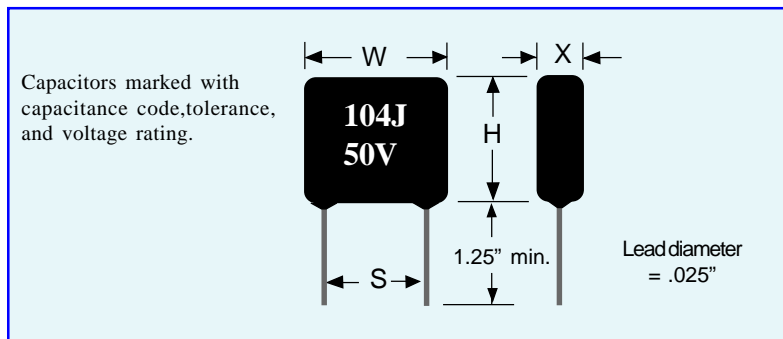 Capacitors marked with
capacitance code,tolerance,
and voltage rating.
W
104J
50V
S
X
H
1.25” min.
Lead diameter
= .025”